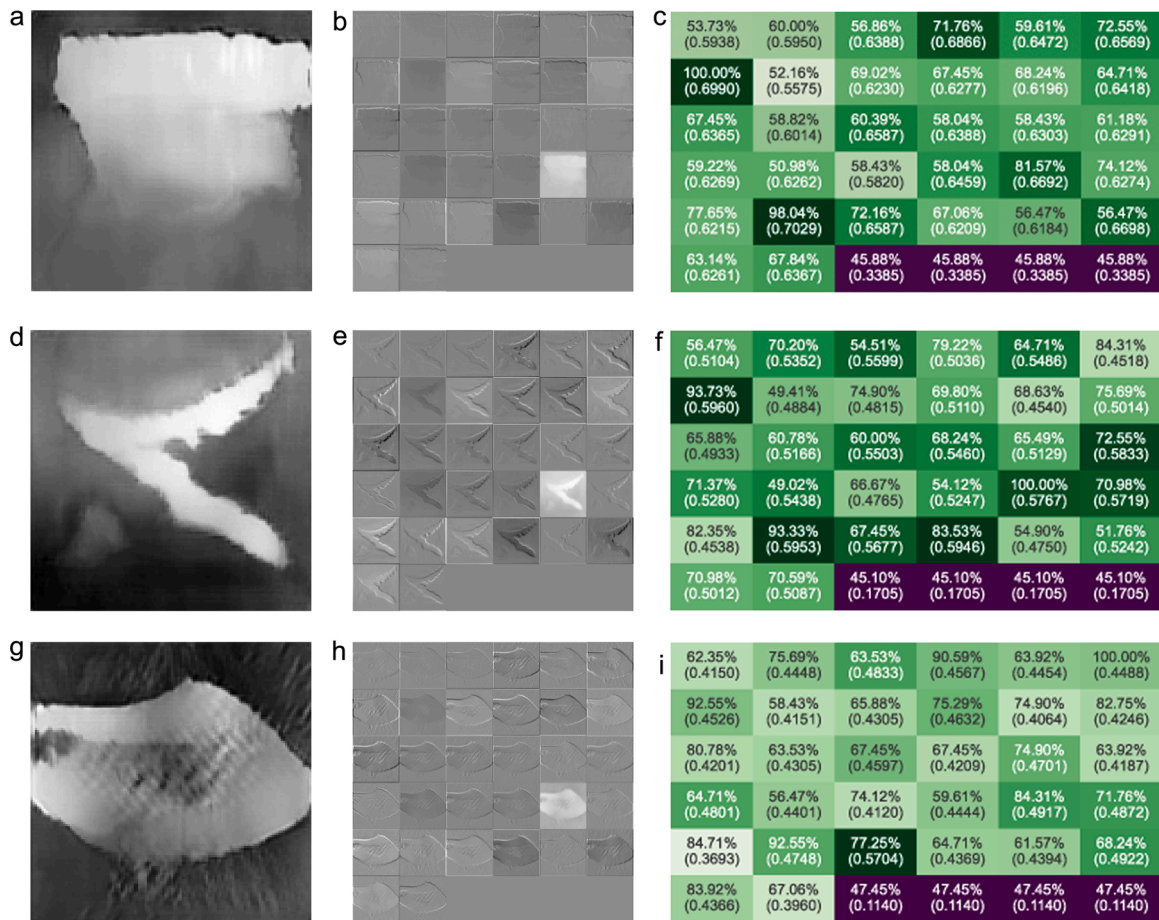 a
b
c
53.73% 60.00% 56.86% 71.76% 59.61% 72.55%
(0.5938) (0.5950) (0.6388) (0.6866) (0.6472) (0.6569)
100.00% 52.16% 69.02% 67.45% 68.24% 64.71%
(0.6990) (0.5575) (0.6230) (0.6277) (0.6196) (0.6418)
67.45% 58.82% 60.39% 58.04% 58.43% 61.18%
(0.6365) (0.6014) (0.6587) (0.6388) (0.6303) (0.6291)
59.22% 50.98% 58.43% 58.04% 81.57% 74.12%
(0.6269) (0.6262) (0.5820) (0.6459) (0.6692) (0.6274)
77.65% 98.04% 72.16% 67.06% 56.47% 56.47%
(0.6215) (0.7029) (0.6587) (0.6209) (0.6184) (0.6698)
63.14% 67.84% 45.88% 45.88% 45.88% 45.88%
(0.6261) (0.6367) (0.3385) (0.3385) (0.3385) (0.3385)
d
e
f
56.47% 70.20% 54.51% 79.22% 64.71% 84.31%
(0.5104) (0.5352) (0.5599) (0.5036) (0.5486) (0.4518)
93.73% 49.41% 74.90% 69.80% 68.63% 75.69%
(0.5960) (0.4884) (0.4815) (0.5110) (0.4540) (0.5014)
65.88% 60.78% 60.00% 68.24% 65.49% 72.55%
(0.4933) (0.5166) (0.5503) (0.5460) (0.5129) (0.5833)
71.37% 49.02% 66.67% 54.12% 100.00% 70.98%
(0.5280) (0.5438) (0.4765) (0.5247) (0.5767) (0.5719)
82.35% 93.33% 67.45% 83.53% 54.90% 51.76%
(0.4538) (0.5953) (0.5677) (0.5946) (0.4750) (0.5242)
70.98% 70.59% 45.10% 45.10% 45.10% 45.10%
(0.5012) (0.5087) (0.1705) (0.1705) (0.1705) (0.1705)
g
h
i
62.35% 75.69% 63.53% 90.59% 63.92% 100.00%
(0.4150) (0.4448) (0.4833) (0.4567) (0.4454) (0.4488)
92.55% 58.43% 65.88% 75.29% 74.90% 82.75%
(0.4526) (0.4151) (0.4305) (0.4632) (0.4064) (0.4246)
80.78% 63.53% 67.45% 67.45% 74.90% 63.92%
(0.4201) (0.4305) (0.4597) (0.4209) (0.4701) (0.4187)
64.71% 56.47% 74.12% 59.61% 84.31% 71.76%
(0.4801) (0.4401) (0.4120) (0.4444) (0.4917) (0.4872)
84.71% 92.55% 77.25% 64.71% 61.57% 68.24%
(0.3693) (0.4748) (0.5704) (0.4369) (0.4394) (0.4922)
83.92% 67.06% 47.45% 47.45% 47.45% 47.45%
(0.4366) (0.3960) (0.1140) (0.1140) (0.1140) (0.1140)